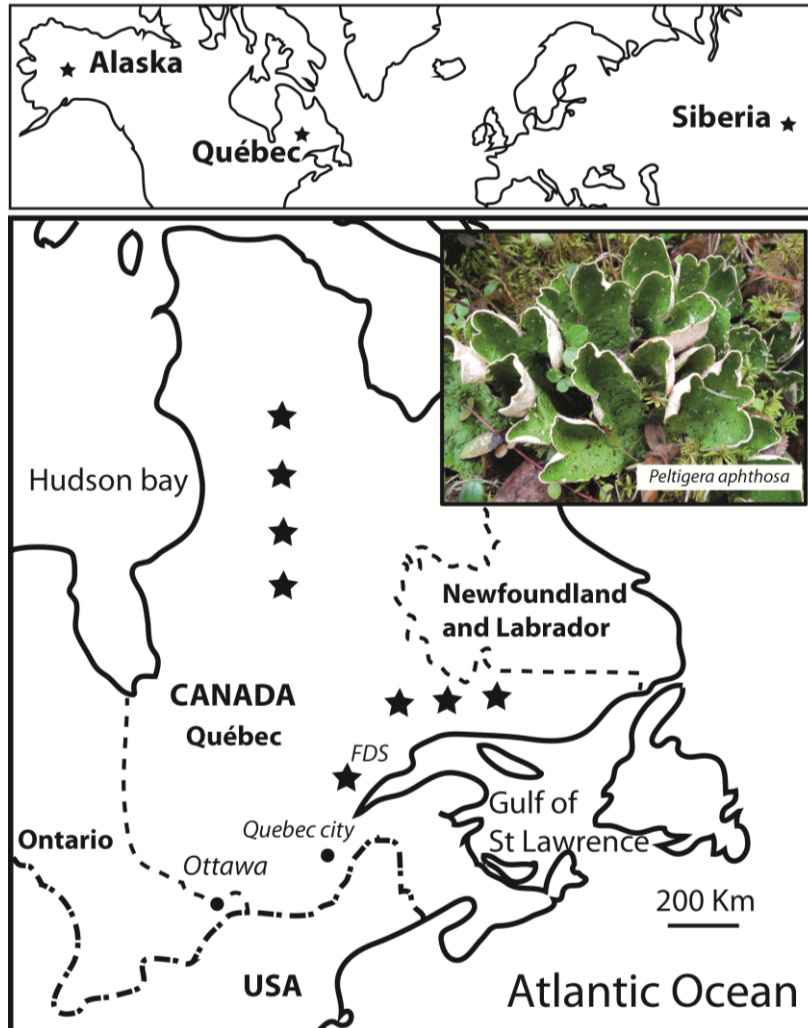 Alaska
Québec
Siberia
Peltigera aphthosa
Hudson bay
Newfoundland
and Labrador
CANADA
Québec
FDS
Gulf of
St Lawrence
Ontario
Quebec city
Ottawa
200 Km
USA
Atlantic Ocean